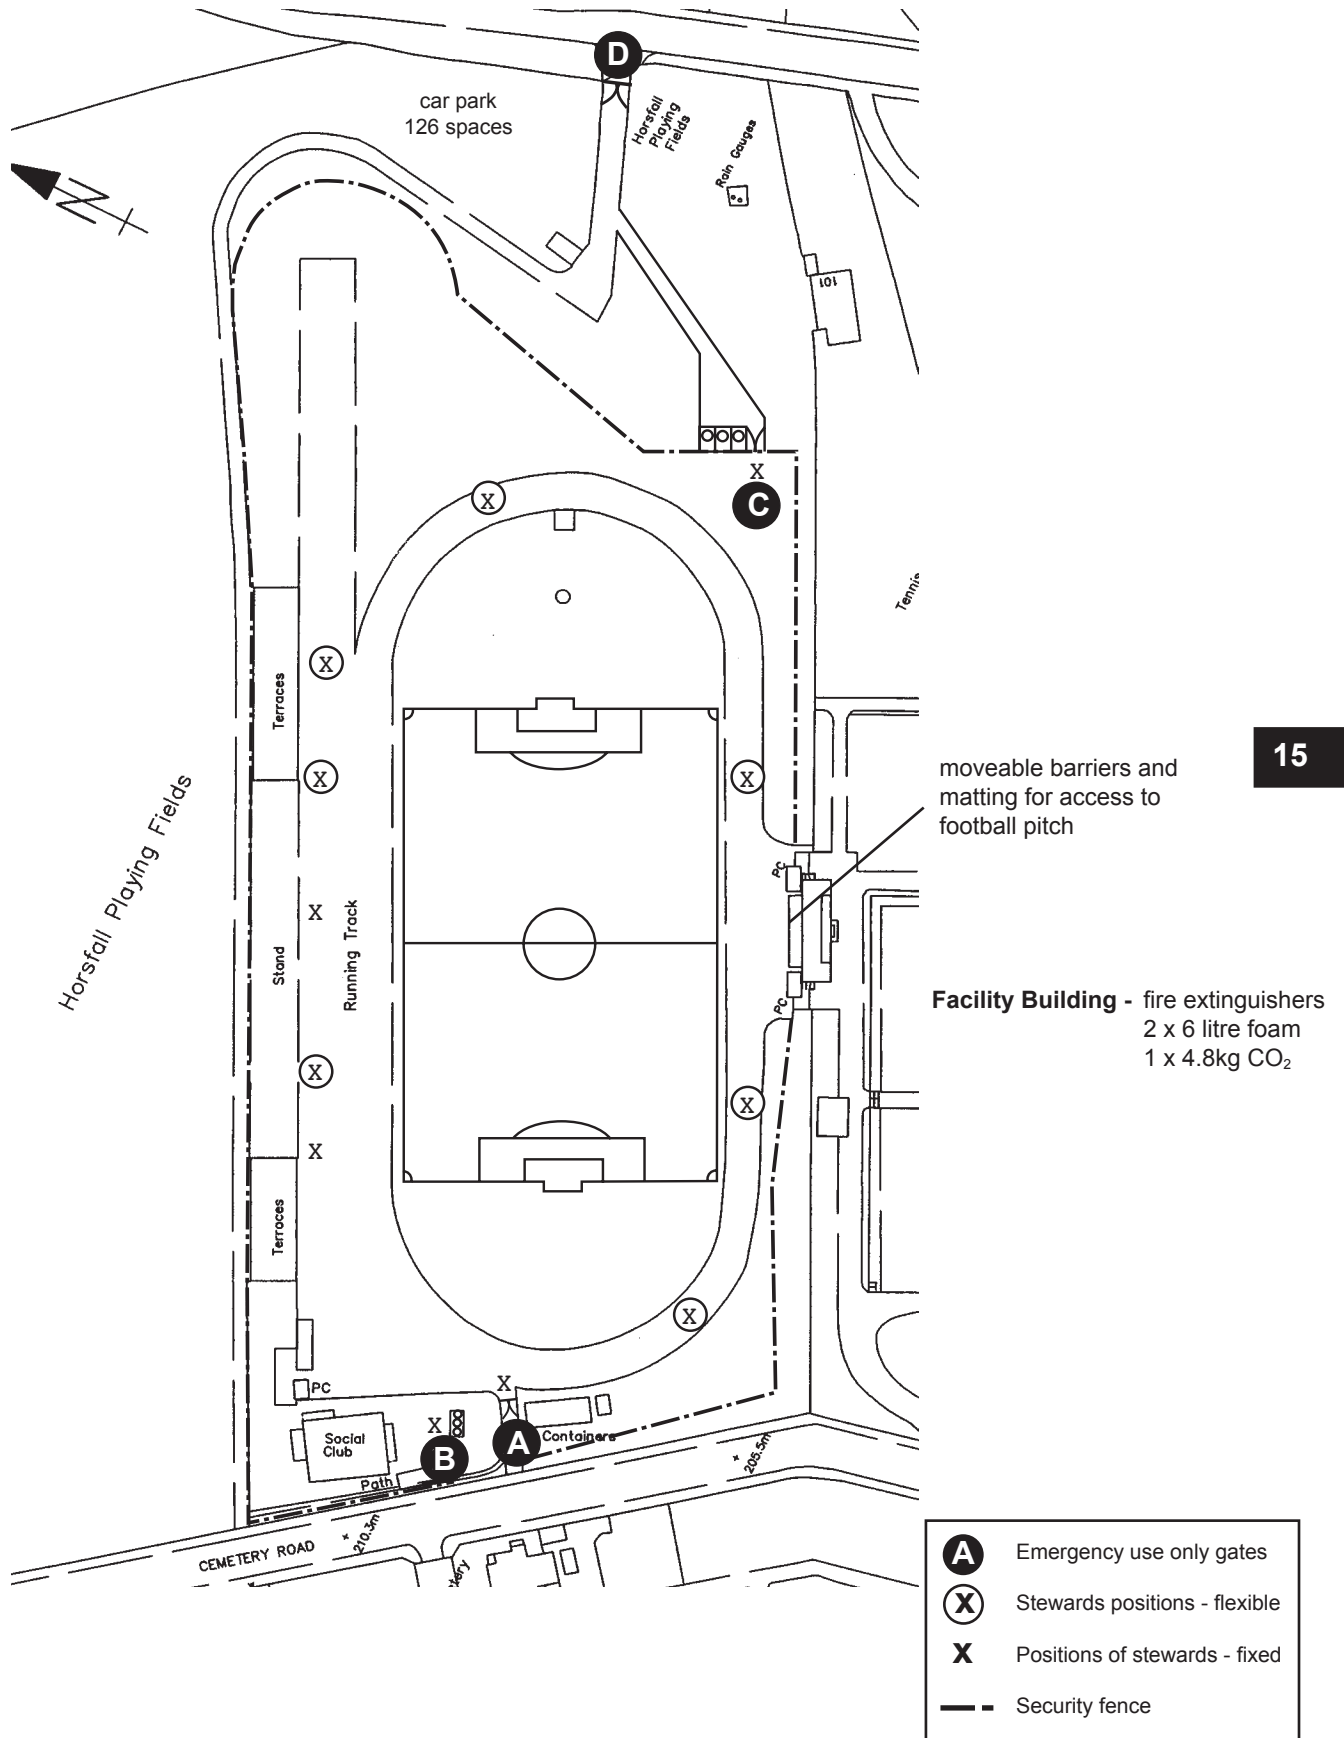 D
car park
126 spaces
Horsfall
Playing
Fields
Rain Gauges
N
101
X
C
X
Tennis
X
Terraces
X
X
moveable barriers and
matting for access to
football pitch
15
Horsfall Playing Fields
PC
X
Stand
Running Track
PC
Facility Building - fire extinguishers
2 x 6 litre foam
1 x 4.8kg CO₂
X
X
X
Terraces
X
PC
X
X
Social
Club
B
A
Containers
Path
205.5m
210.3m
CEMETERY ROAD
A Emergency use only gates
X Stewards positions - flexible
X Positions of stewards - fixed
Security fence